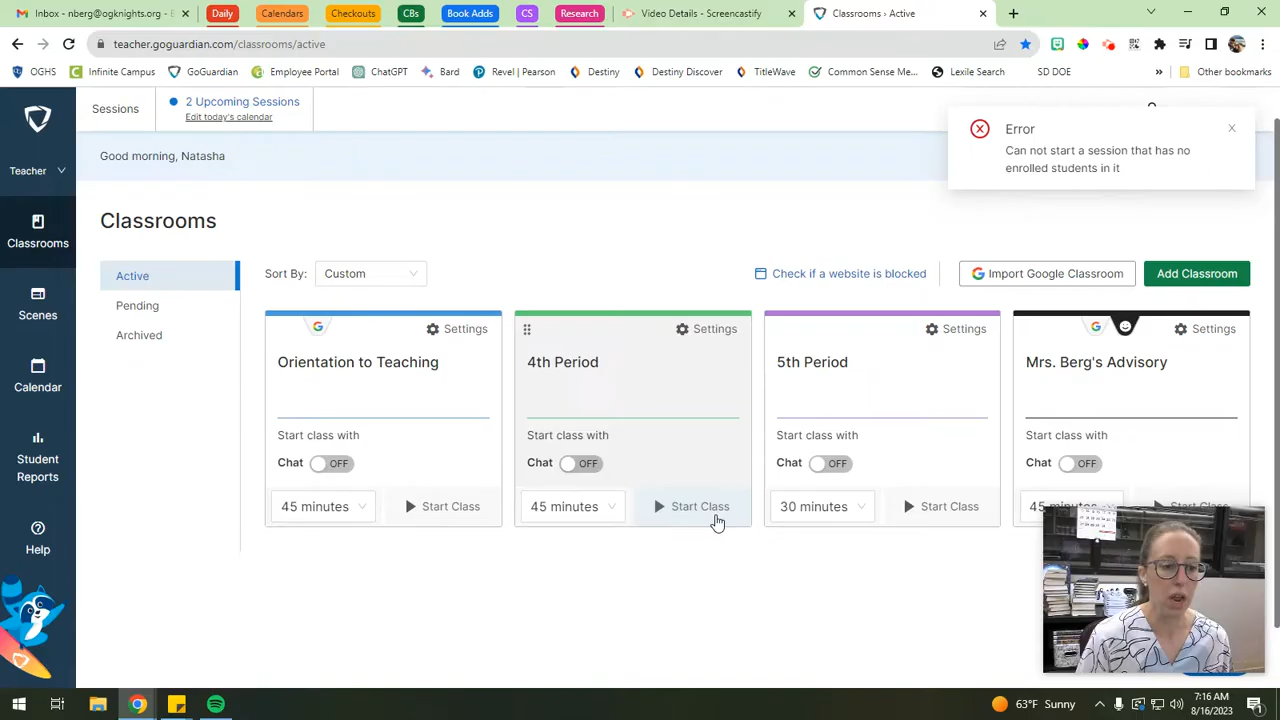 Inbox - nberg@ogknights.org - E
Daily
Calendars
Checkouts
CBs
Book Adds
CS
Research
Video Details - Screencastify
Classrooms › Active
teacher.goguardian.com/classrooms/active
OGHS
Infinite Campus
GoGuardian
Employee Portal
ChatGPT
Bard
Revel | Pearson
Destiny
Destiny Discover
TitleWave
Common Sense Me...
Lexile Search
SD DOE
»
Other bookmarks
Sessions
2 Upcoming Sessions
Edit today's calendar
Error
Can not start a session that has no
enrolled students in it
Good morning, Natasha
Teacher
Classrooms
Scenes
Calendar
Student
Reports
Help
Classrooms
Active
Pending
Archived
Sort By:
Custom
Check if a website is blocked
Import Google Classroom
Add Classroom
Settings
Orientation to Teaching
Start class with
Chat OFF
45 minutes
Start Class
Settings
4th Period
Start class with
Chat OFF
45 minutes
Start Class
Settings
5th Period
Start class with
Chat OFF
30 minutes
Start Class
Settings
Mrs. Berg's Advisory
Start class with
Chat OFF
63°F Sunny
7:16 AM
8/16/2023